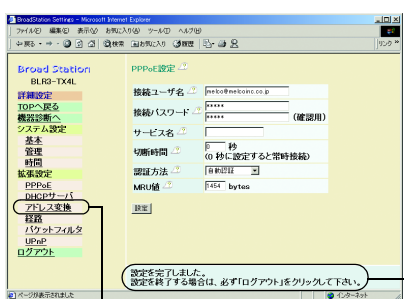 BroadStation Settings - Microsoft Internet Explorer
ファイル(F) 編集(E) 表示(V) お気に入り(A) ツール(T) ヘルプ(H)
戻る 検索 お気に入り 履歴 リンク
Broad Station
BLR3-TX4L
詳細設定
TOPへ戻る
機器診断へ
システム設定
基本
管理
時間
拡張設定
PPPoE
DHCPサーバ
アドレス変換
経路
パケットフィルタ
UPnP
ログアウト
PPPoE設定
接続ユーザ名 melco@melcoinc.co.jp
接続パスワード *****
***** (確認用)
サービス名
切断時間 0 秒
(0 秒に設定すると常時接続)
認証方法 自動認証
MRU値 1454 bytes
設定
設定を完了しました。
設定を終了する場合は、必ず「ログアウト」をクリックして下さい。
ページが表示されました インターネット